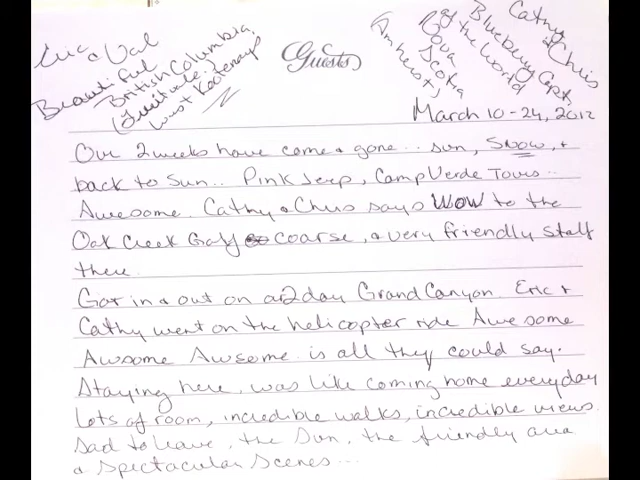 Eric & Val
Beautiful
British Columbia,
West Kootenays
Guests
Cathy
& Chris
Blueberry Capt,
of the World
Nova
Scotia
Amherst,
March 10-24, 2012
Our 2 weeks have come & gone... sun, Snow, &
back to Sun.. Pink Jeep, Camp Verde Tours..
Awesome. Cathy & Chris says WOW to the
Oak Creek Golf coarse, & very friendly staff
there.
Got in & out on a 2 day Grand Canyon. Eric &
Cathy went on the helicopter ride Awesome
Awsome Awsome is all they could say.
Staying here, was like coming home everyday
lots of room, incredible walks, incredible views.
Sad to leave, the Sun, the friendly area
& Spectacular Scenes...